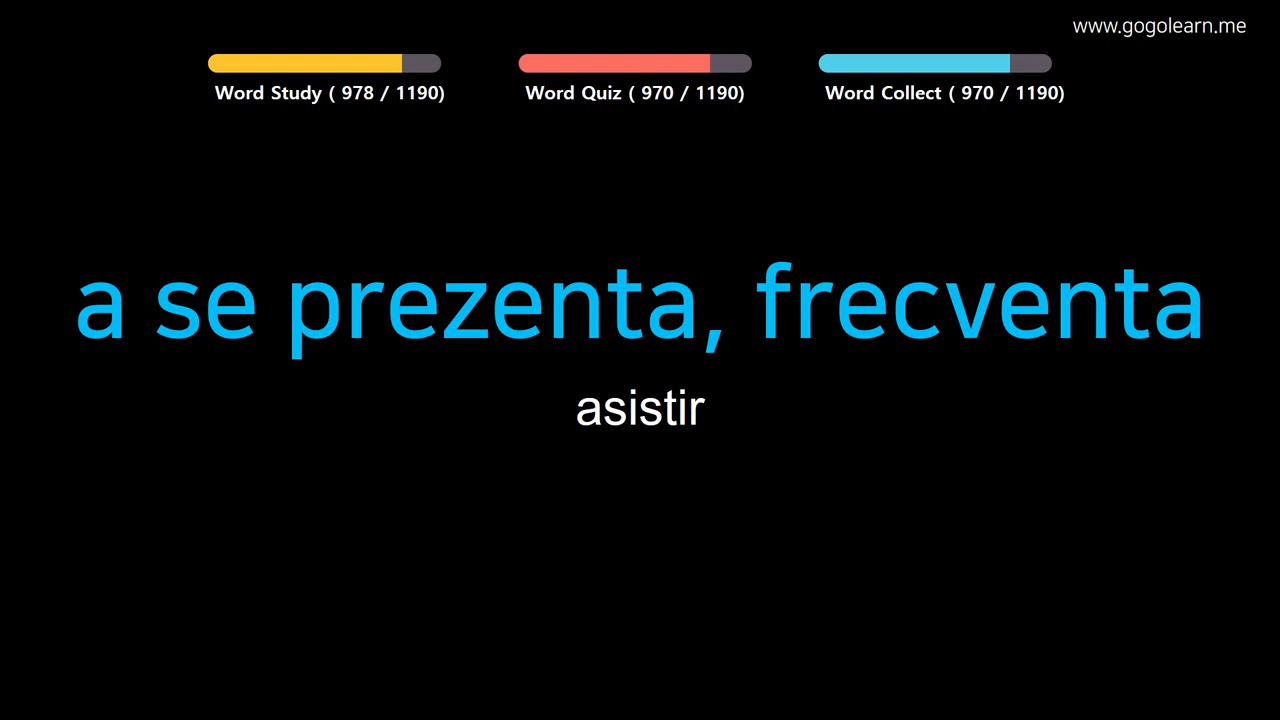 www.gogolearn.me
Word Study ( 978 / 1190)
Word Quiz ( 970 / 1190)
Word Collect ( 970 / 1190)
a se prezenta, frecventa
asistir